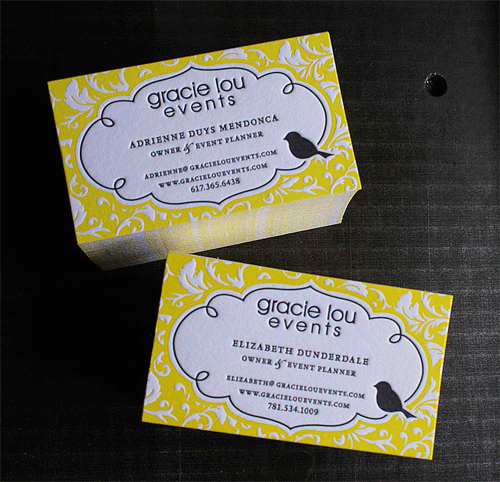 gracie lou
events
ADRIENNE DUYS MENDONCA
OWNER & EVENT PLANNER
ADRIENNE@GRACIELOUEVENTS.COM
WWW.GRACIELOUEVENTS.COM
617.365.6438
gracie lou
events
ELIZABETH DUNDERDALE
OWNER & EVENT PLANNER
ELIZABETH@GRACIELOUEVENTS.COM
WWW.GRACIELOUEVENTS.COM
781.534.1009